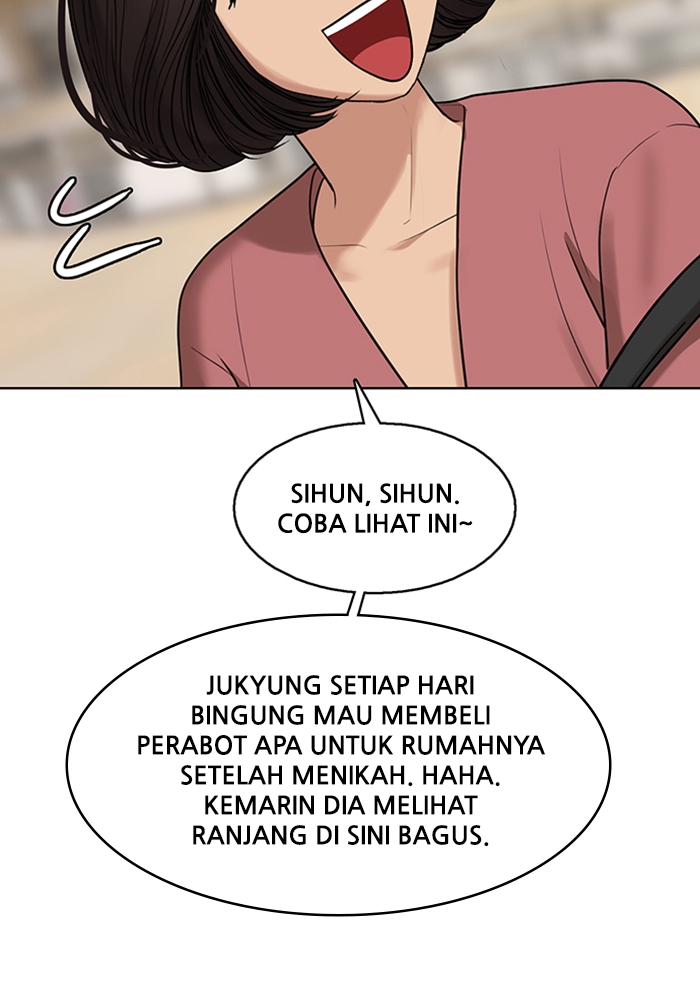 SIHUN, SIHUN.
COBA LIHAT INI~
JUKYUNG SETIAP HARI
BINGUNG MAU MEMBELI
PERABOT APA UNTUK RUMAHNYA
SETELAH MENIKAH. HAHA.
KEMARIN DIA MELIHAT
RANJANG DI SINI BAGUS.